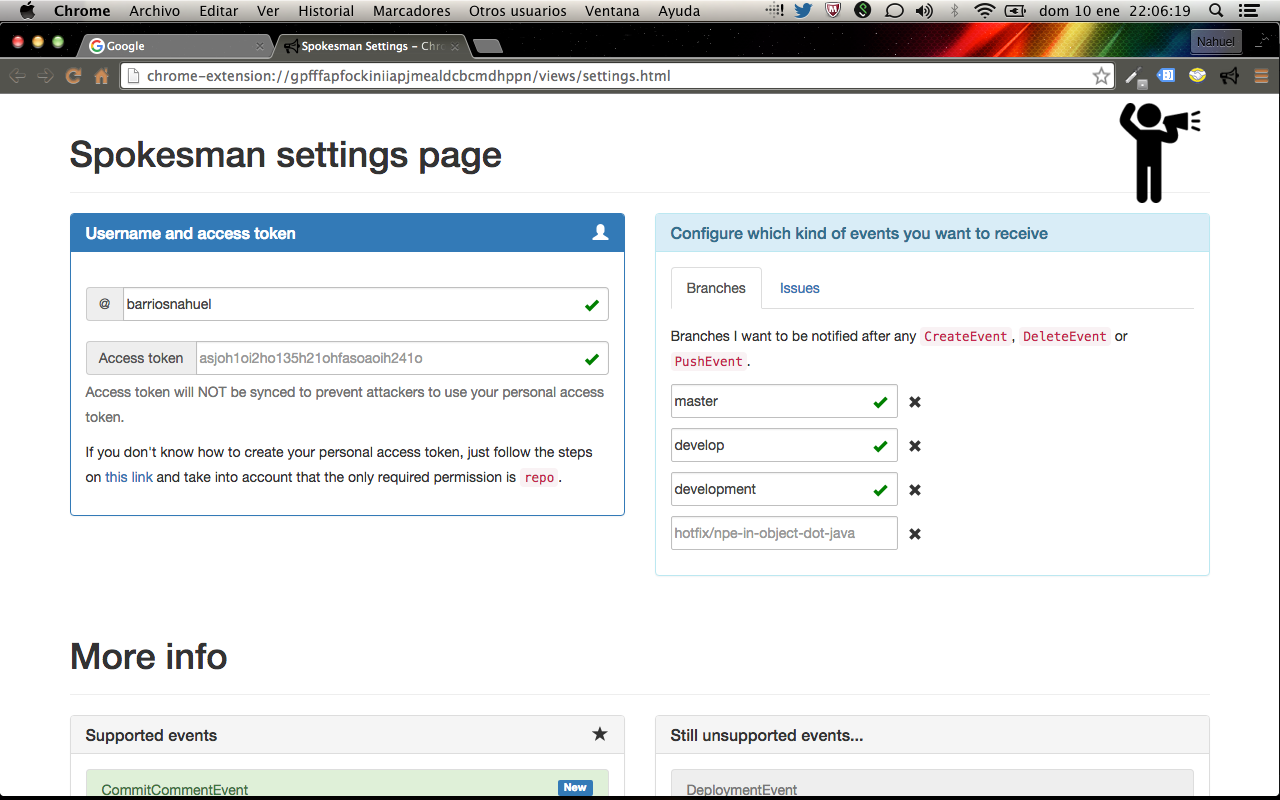 Chrome Archivo Editar Ver Historial Marcadores Otros usuarios Ventana Ayuda dom 10 ene 22:06:19
Google
Spokesman Settings – Chr
Nahuel
chrome-extension://gpfffapfockiniiapjmealdcbcmdhppn/views/settings.html
Spokesman settings page
Username and access token
@ barriosnahuel
Access token asjoh1oi2ho135h21ohfasoaoih241o
Access token will NOT be synced to prevent attackers to use your personal access
token.
If you don't know how to create your personal access token, just follow the steps
on this link and take into account that the only required permission is repo .
Configure which kind of events you want to receive
Branches Issues
Branches I want to be notified after any CreateEvent , DeleteEvent or
PushEvent .
master
develop
development
hotfix/npe-in-object-dot-java
More info
Supported events
CommitCommentEvent New
Still unsupported events...
DeploymentEvent